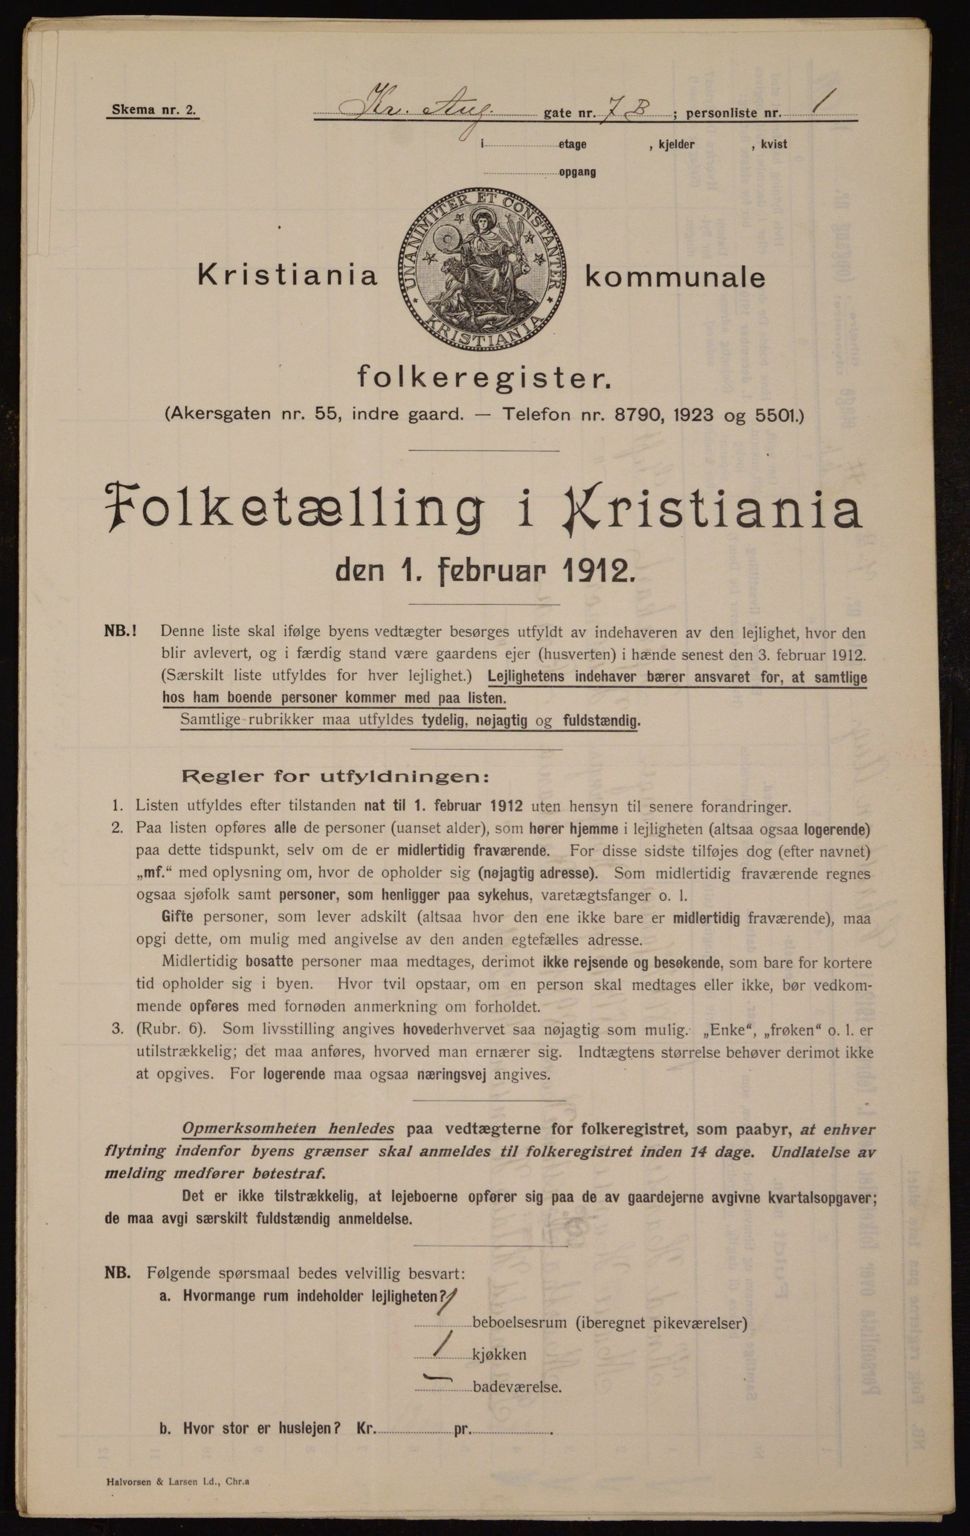 Skema nr. 2.
Kr. Aug. gate nr. 7 B ; personliste nr. 1
i etage , kjelder , kvist
opgang
UNANIMITER ET CONSTANTER
KRISTIANIA
Kristiania kommunale
folkeregister.
(Akersgaten nr. 55, indre gaard. — Telefon nr. 8790, 1923 og 5501.)
Folketælling i Kristiania
den 1. februar 1912.
NB.! Denne liste skal ifølge byens vedtægter besørges utfyldt av indehaveren av den lejlighet, hvor den
blir avlevert, og i færdig stand være gaardens ejer (husverten) i hænde senest den 3. februar 1912.
(Særskilt liste utfyldes for hver lejlighet.) Lejlighetens indehaver bærer ansvaret for, at samtlige
hos ham boende personer kommer med paa listen.
Samtlige rubrikker maa utfyldes tydelig, nøjagtig og fuldstændig.
Regler for utfyldningen:
1. Listen utfyldes efter tilstanden nat til 1. februar 1912 uten hensyn til senere forandringer.
2. Paa listen opføres alle de personer (uanset alder), som hører hjemme i lejligheten (altsaa ogsaa logerende)
paa dette tidspunkt, selv om de er midlertidig fraværende. For disse sidste tilføjes dog (efter navnet)
„mf.“ med oplysning om, hvor de opholder sig (nøjagtig adresse). Som midlertidig fraværende regnes
ogsaa sjøfolk samt personer, som henligger paa sykehus, varetægtsfanger o. l.
Gifte personer, som lever adskilt (altsaa hvor den ene ikke bare er midlertidig fraværende), maa
opgi dette, om mulig med angivelse av den anden egtefælles adresse.
Midlertidig bosatte personer maa medtages, derimot ikke rejsende og besøkende, som bare for kortere
tid opholder sig i byen. Hvor tvil opstaar, om en person skal medtages eller ikke, bør vedkom-
mende opføres med fornøden anmerkning om forholdet.
3. (Rubr. 6). Som livsstilling angives hovederhvervet saa nøjagtig som mulig. „Enke“, „frøken“ o. l. er
utilstrækkelig; det maa anføres, hvorved man ernærer sig. Indtægtens størrelse behøver derimot ikke
at opgives. For logerende maa ogsaa næringsvej angives.
Opmerksomheten henledes paa vedtægterne for folkeregistret, som paabyr, at enhver
flytning indenfor byens grænser skal anmeldes til folkeregistret inden 14 dage. Undlatelse av
melding medfører bøtestraf.
Det er ikke tilstrækkelig, at lejeboerne opfører sig paa de av gaardejerne avgivne kvartalsopgaver;
de maa avgi særskilt fuldstændig anmeldelse.
NB. Følgende spørsmaal bedes velvillig besvart:
a. Hvormange rum indeholder lejligheten?
1 beboelsesrum (iberegnet pikeværelser)
1 kjøkken
— badeværelse.
b. Hvor stor er huslejen? Kr. pr. .
Halvorsen & Larsen Ld., Chr.a